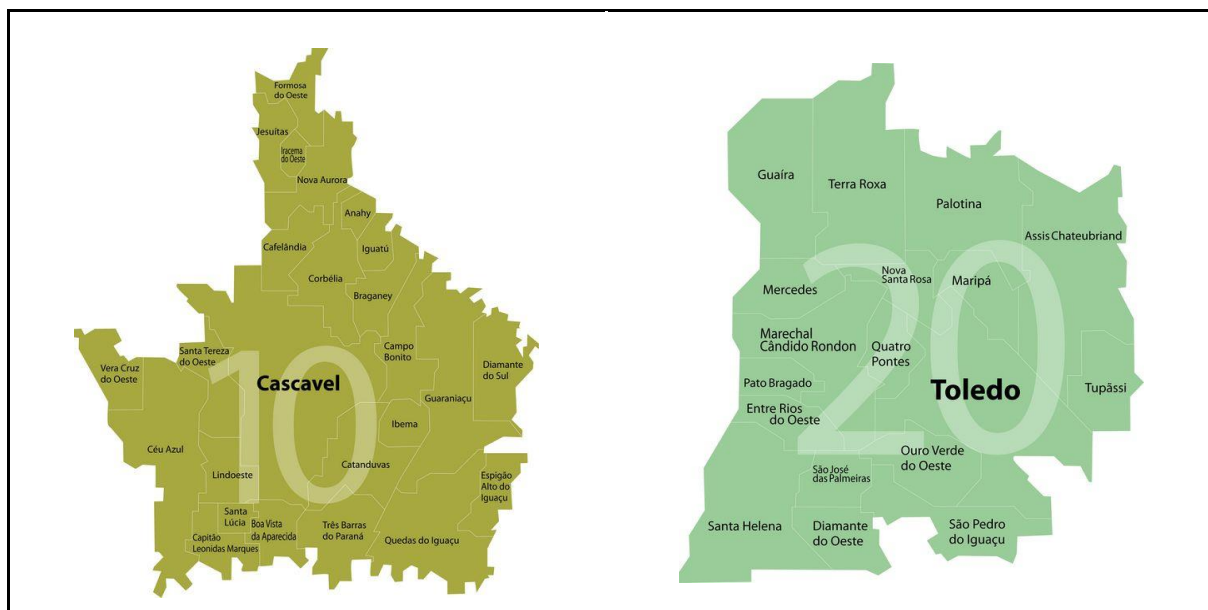 Formosa
do Oeste
Jesuítas
Iracema
do Oeste
Nova Aurora
Anahy
Cafelândia
Iguatú
Corbélia
Braganey
Santa Tereza
do Oeste
Campo
Bonito
Vera Cruz
do Oeste
10
Cascavel
Diamante
do Sul
Guaraniaçu
Ibema
Céu Azul
Catanduvas
Lindoeste
Espigão
Alto do
Iguaçu
Santa
Lúcia
Boa Vista
da Aparecida
Três Barras
do Paraná
Capitão
Leonidas Marques
Quedas do Iguaçu
Guaíra
Terra Roxa
Palotina
Assis Chateubriand
Nova
Santa Rosa
Maripá
Mercedes
Marechal
Cândido Rondon
Quatro
Pontes
20
Pato Bragado
Toledo
Tupãssi
Entre Rios
do Oeste
Ouro Verde
do Oeste
São José
das Palmeiras
Santa Helena
Diamante
do Oeste
São Pedro
do Iguaçu